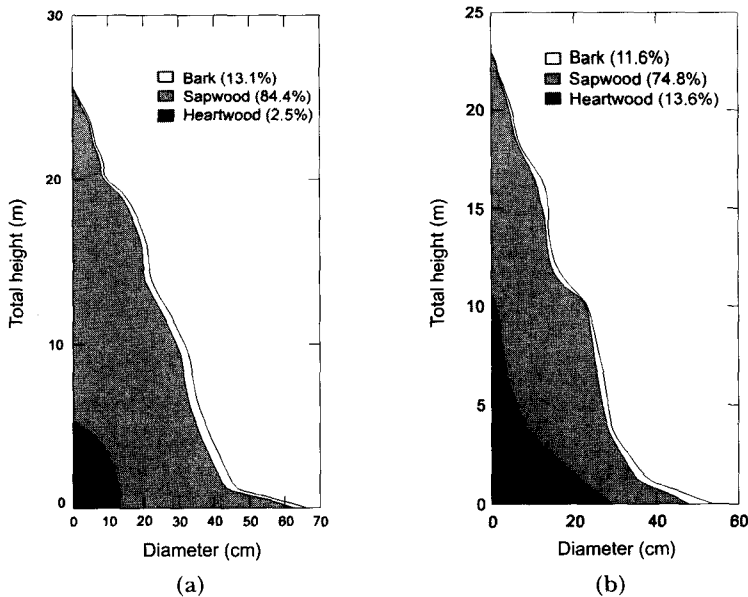 30
Bark (13.1%)
Sapwood (84.4%)
Heartwood (2.5%)
20
10
0
Total height (m)
0 10 20 30 40 50 60 70
Diameter (cm)
(a)
25
Bark (11.6%)
Sapwood (74.8%)
Heartwood (13.6%)
20
15
10
5
0
Total height (m)
0 20 40 60
Diameter (cm)
(b)